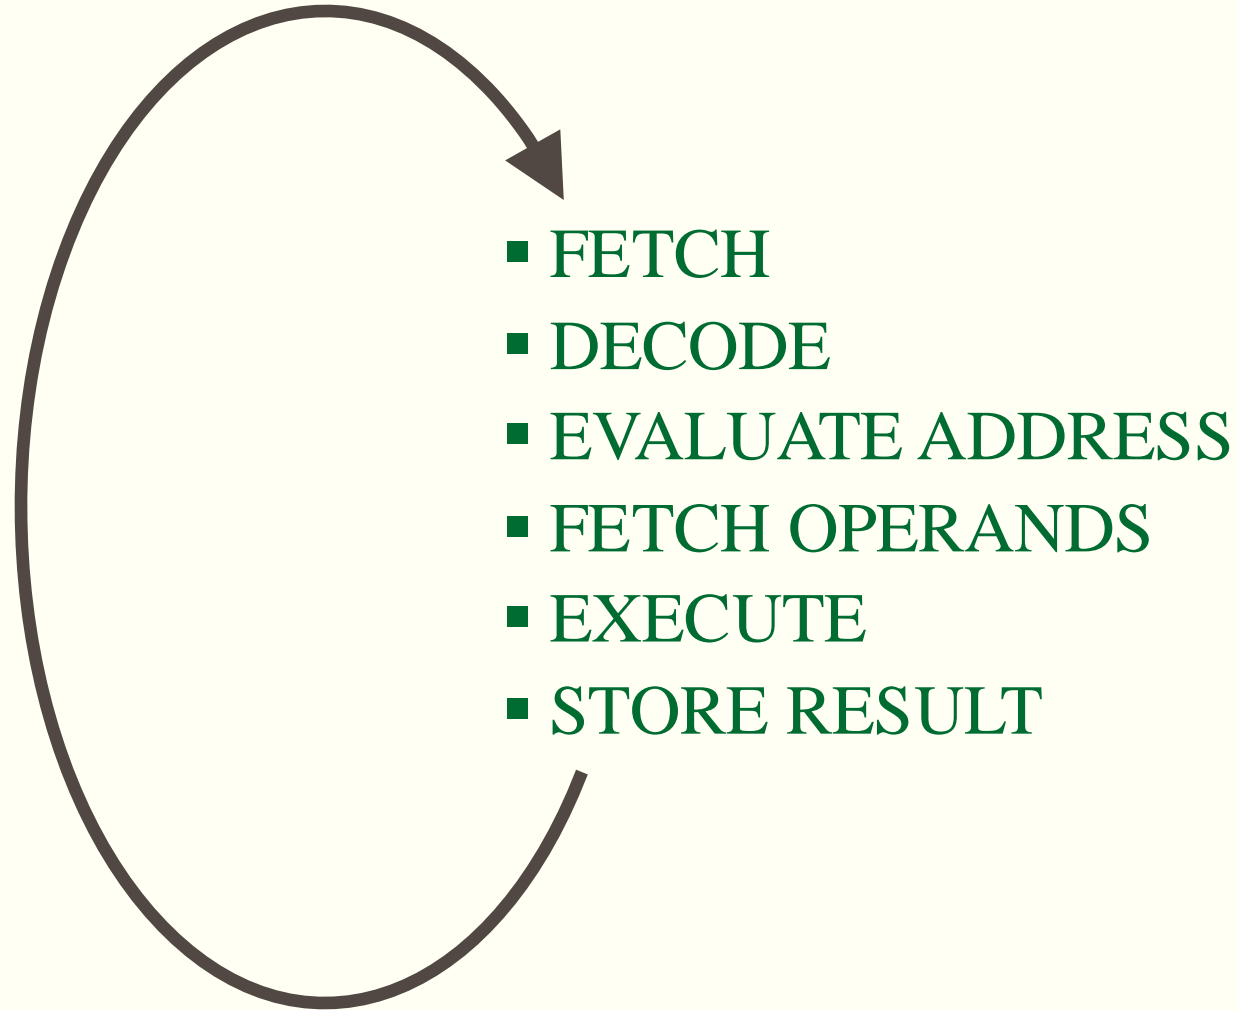 ▪ FETCH
▪ DECODE
▪ EVALUATE ADDRESS
▪ FETCH OPERANDS
▪ EXECUTE
▪ STORE RESULT